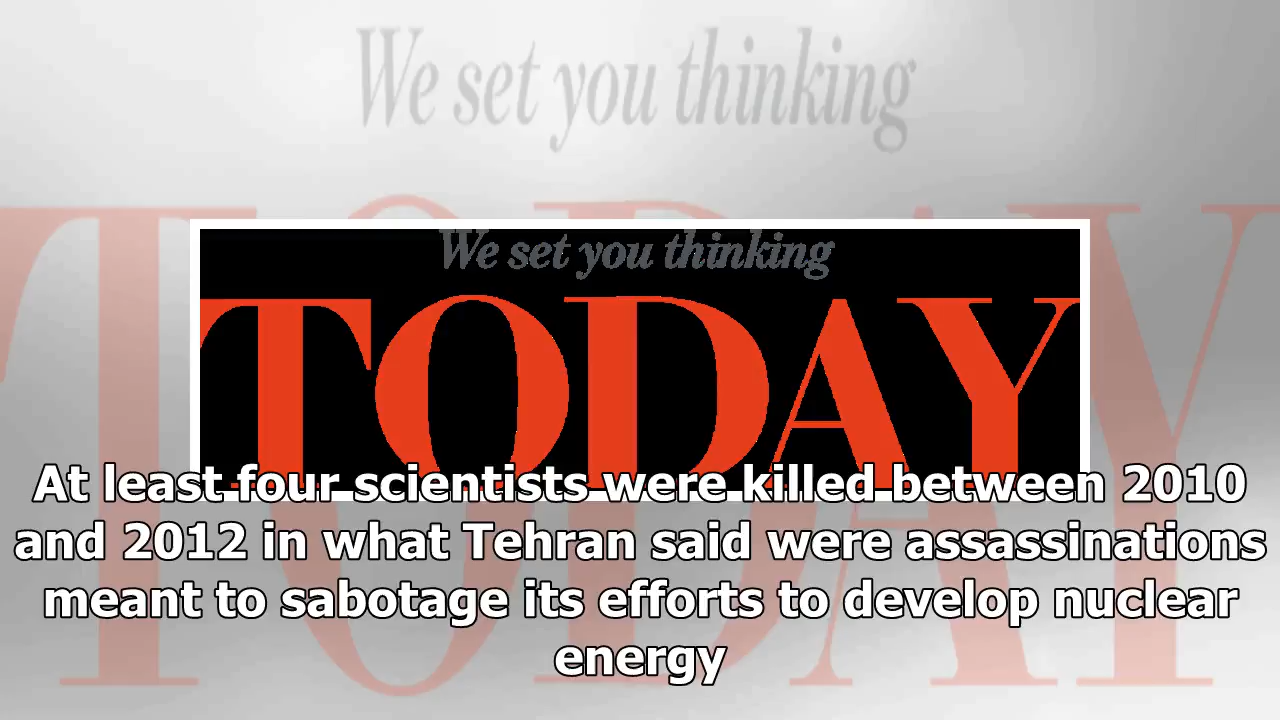 We set you thinking
We set you thinking
TODAY
TODAY
At least four scientists were killed between 2010
and 2012 in what Tehran said were assassinations
meant to sabotage its efforts to develop nuclear
energy